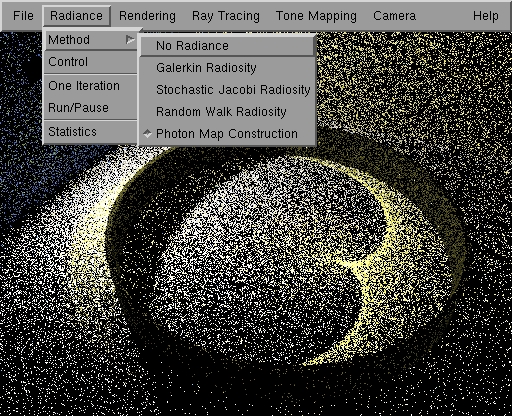 File Radiance Rendering Ray Tracing Tone Mapping Camera Help
Method
Control
One Iteration
Run/Pause
Statistics
No Radiance
Galerkin Radiosity
Stochastic Jacobi Radiosity
Random Walk Radiosity
Photon Map Construction